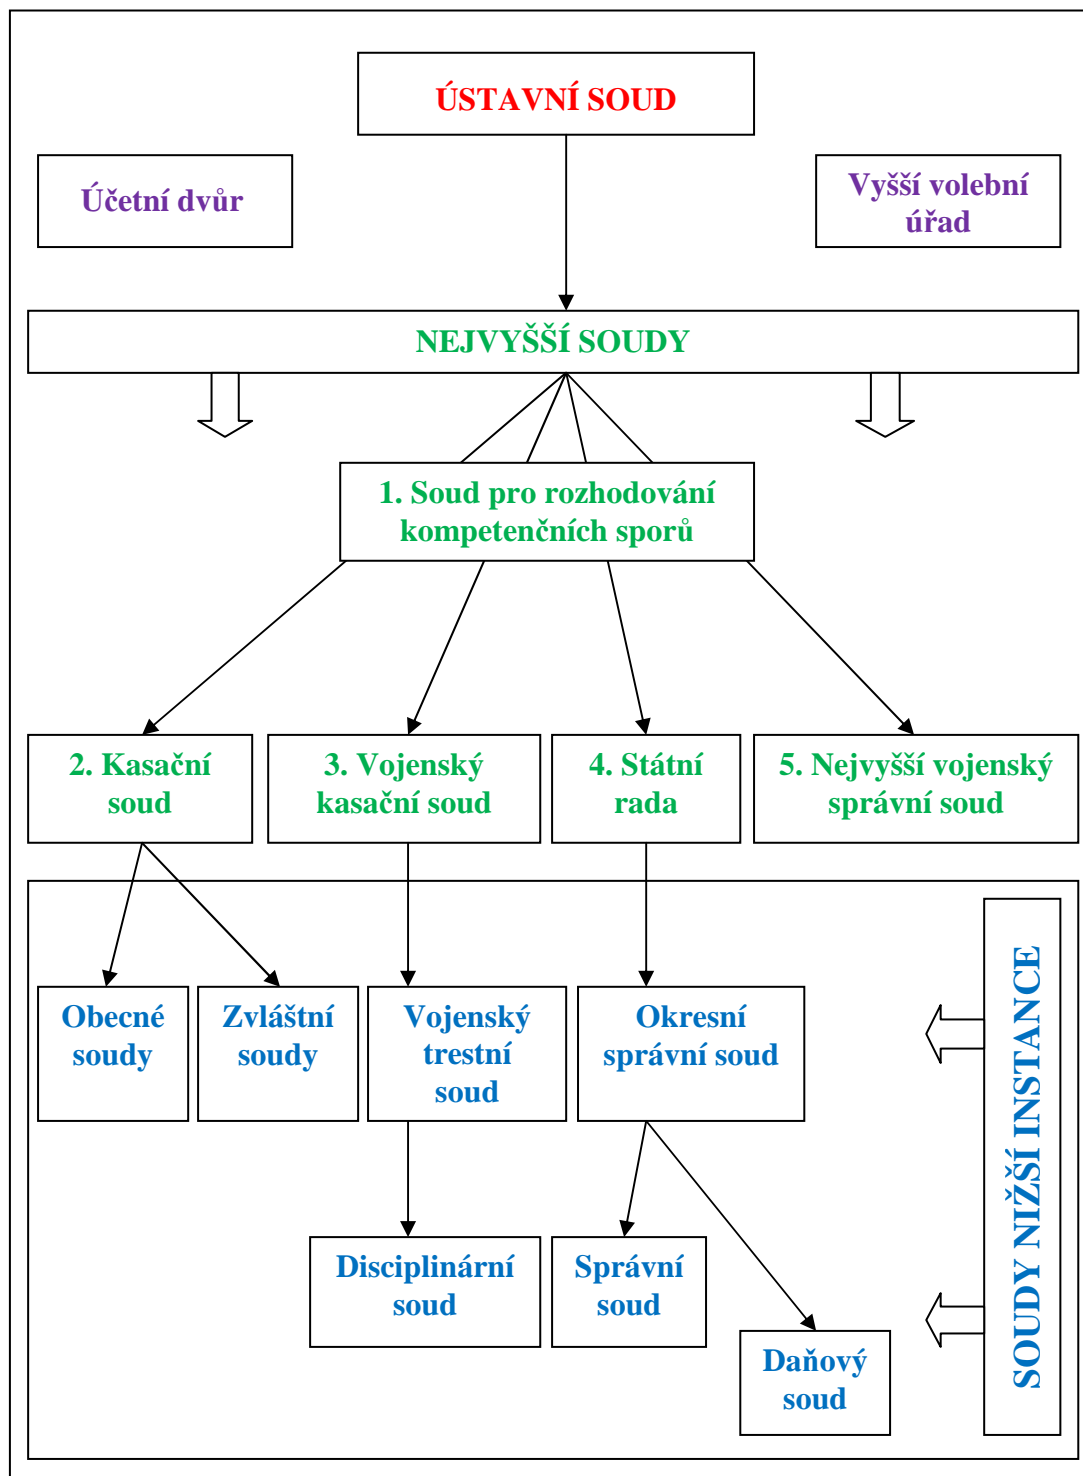 ÚSTAVNÍ SOUD
Účetní dvůr
Vyšší volební
úřad
NEJVYŠŠÍ SOUDY
1. Soud pro rozhodování
kompetenčních sporů
2. Kasační
soud
3. Vojenský
kasační soud
4. Státní
rada
5. Nejvyšší vojenský
správní soud
Obecné
soudy
Zvláštní
soudy
Vojenský
trestní
soud
Okresní
správní soud
SOUDY NIŽŠÍ INSTANCE
Disciplinární
soud
Správní
soud
Daňový
soud